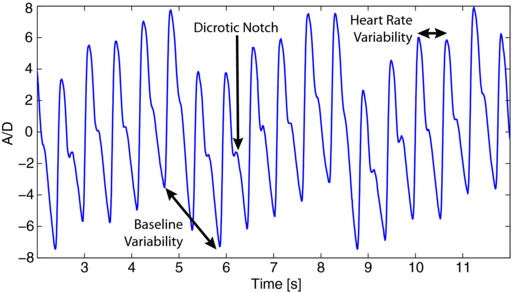 8
6
4
2
0
−2
−4
−6
−8
A/D
Dicrotic Notch
Heart Rate
Variability
Baseline
Variability
3 4 5 6 7 8 9 10 11
Time [s]